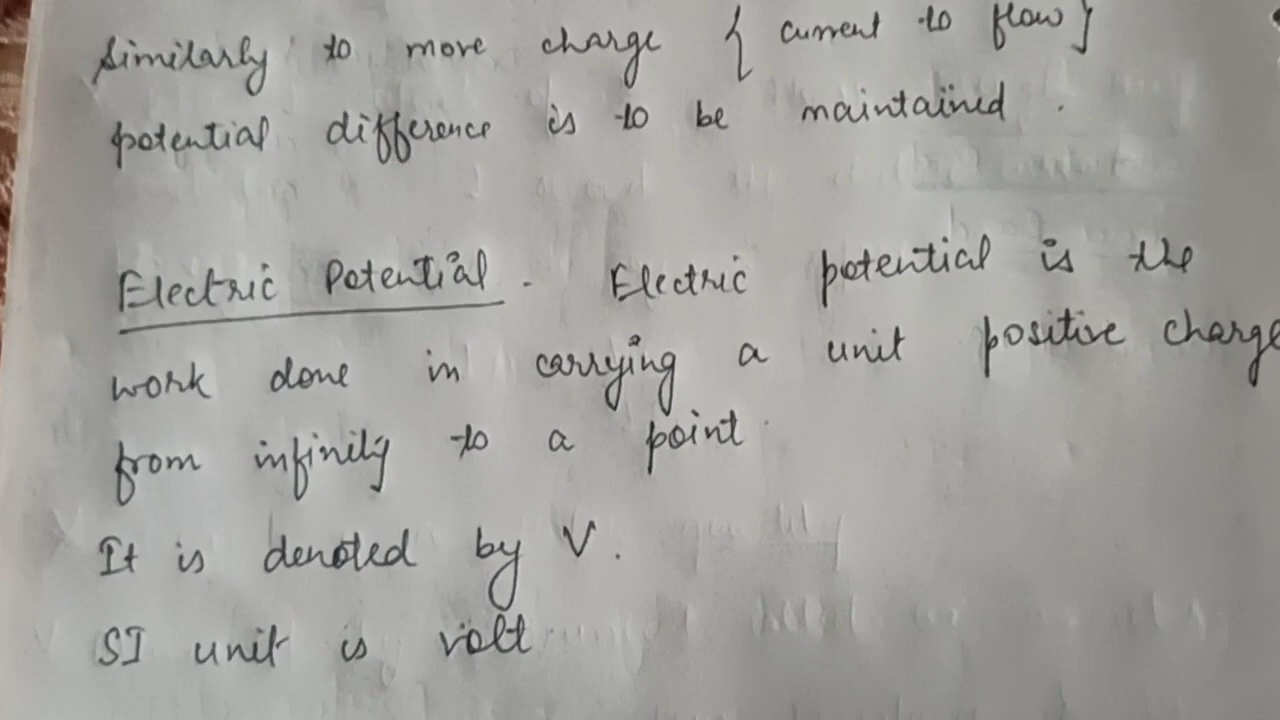 Similarly to more charge { current to flow }
potential difference is to be maintained.
Electric Potential. Electric potential is the
work done in carrying a unit positive charge
from infinity to a point
It is denoted by V.
SI unit is volt